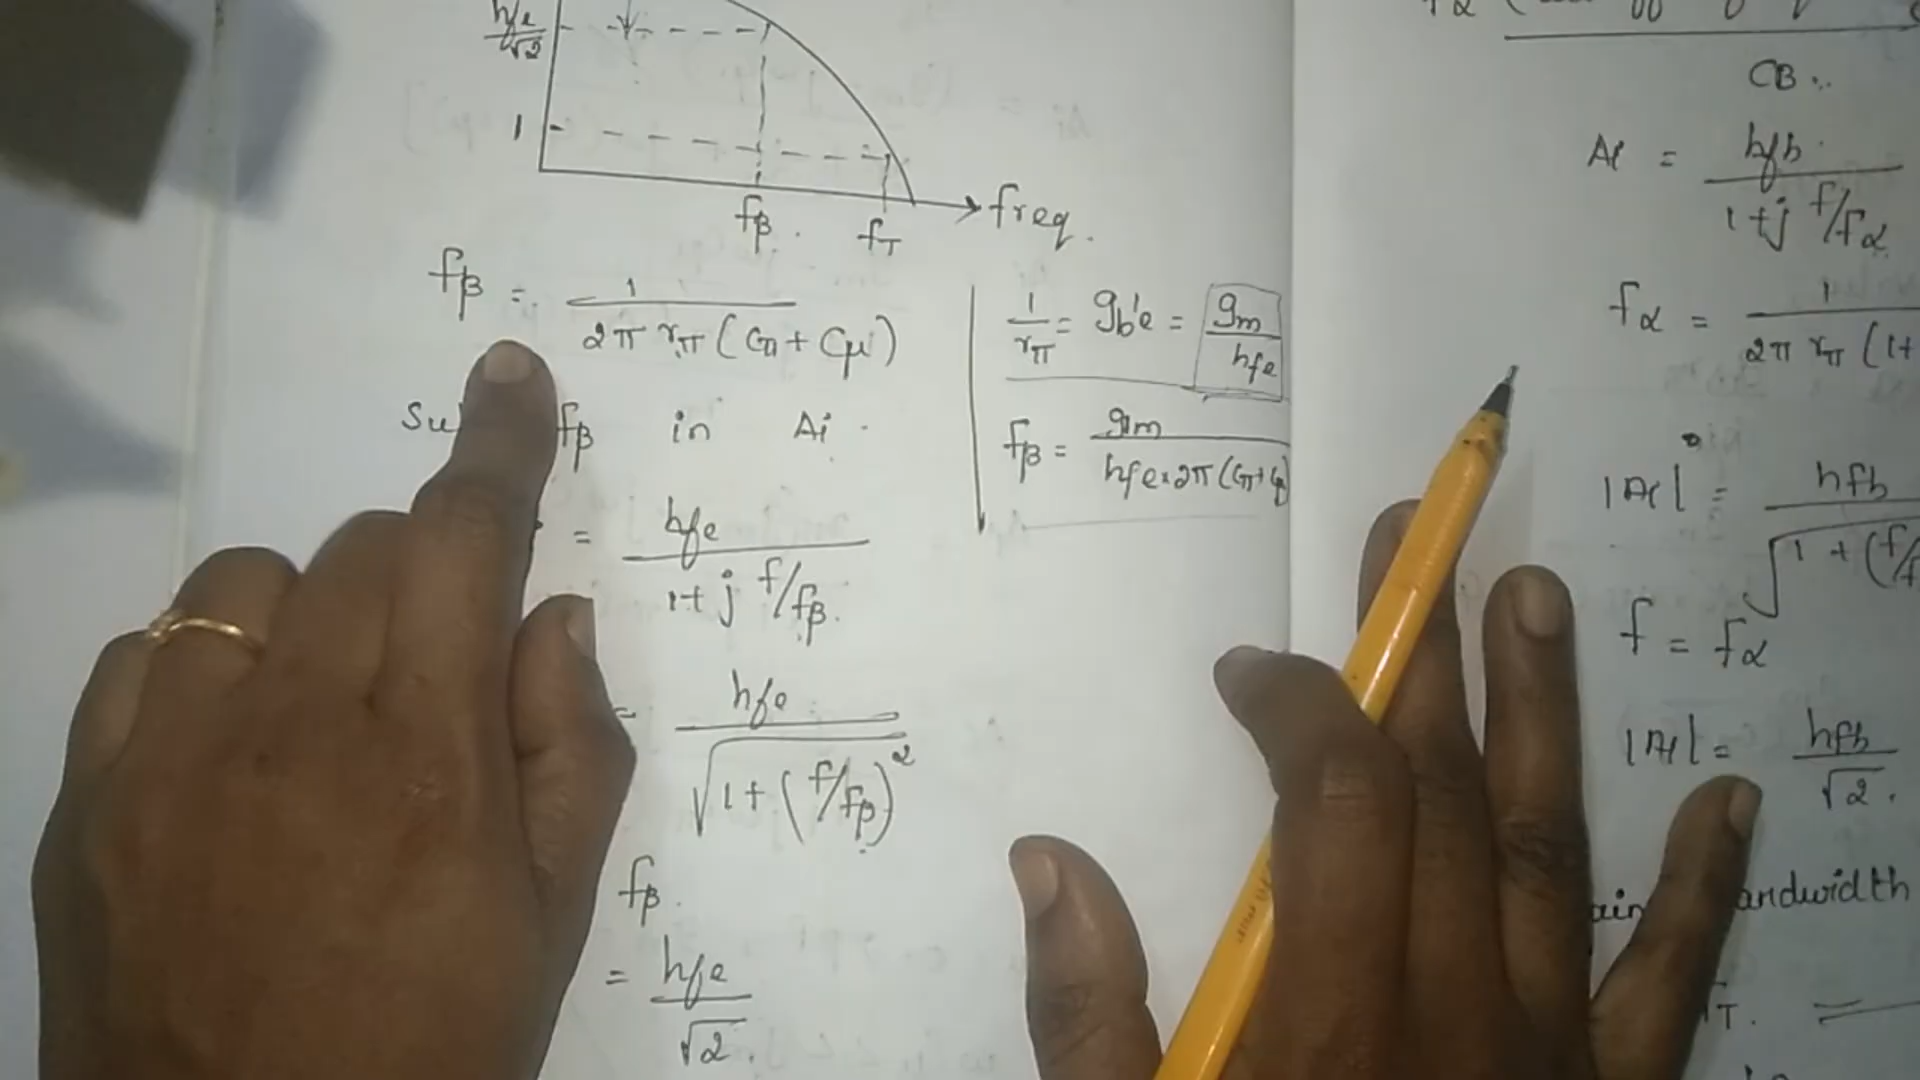 hfe/√2
1
fβ . fT freq.
fβ = 1 / 2π rπ (Cπ + Cμ)
1/rπ = gb'e = gm/hfe
fβ in Ai .
fβ = gm / hfe × 2π (Cπ + Cμ)
= hfe / 1 + j f/fβ.
= hfe / √1 + (f/fβ)²
fβ.
= hfe / √2 .
CB ..
Ai = hfb / 1 + j f/fα
fα = 1 / 2π rπ (1+
|Ai| = hfb / √1 + (f/f
f = fα
|Ai| = hfb / √2 .
andwidth
T.